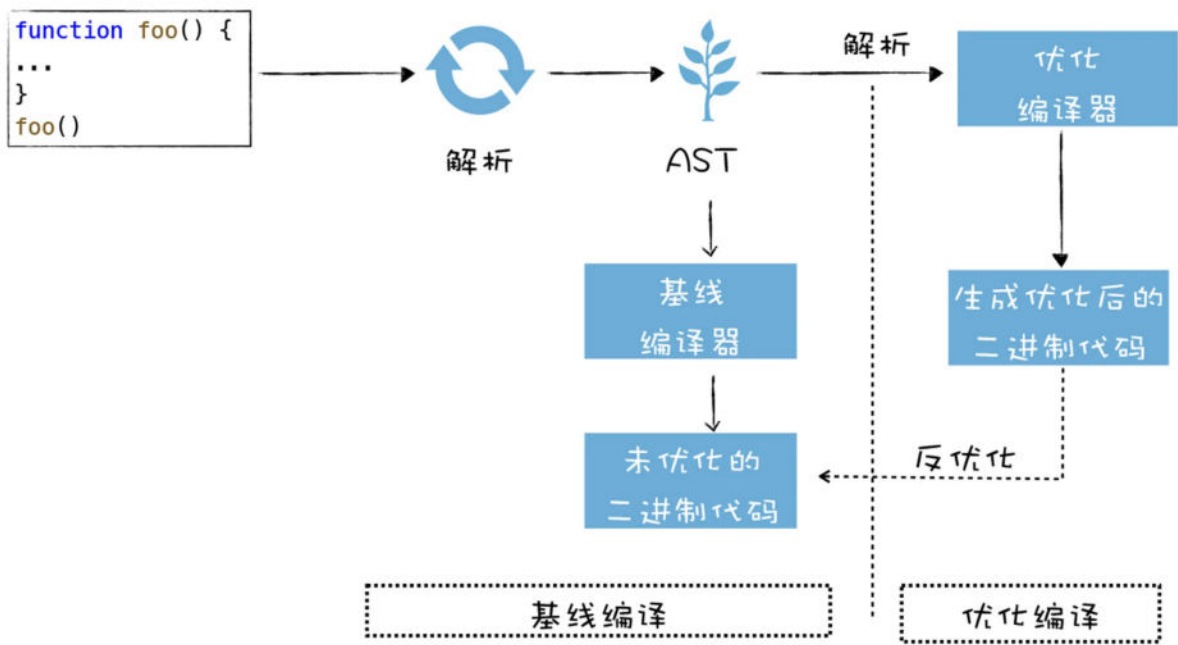 function foo() {
...
}
foo()
解析
AST
解析
优化
编译器
基线
编译器
生成优化后的
二进制代码
未优化的
二进制代码
反优化
基线编译
优化编译